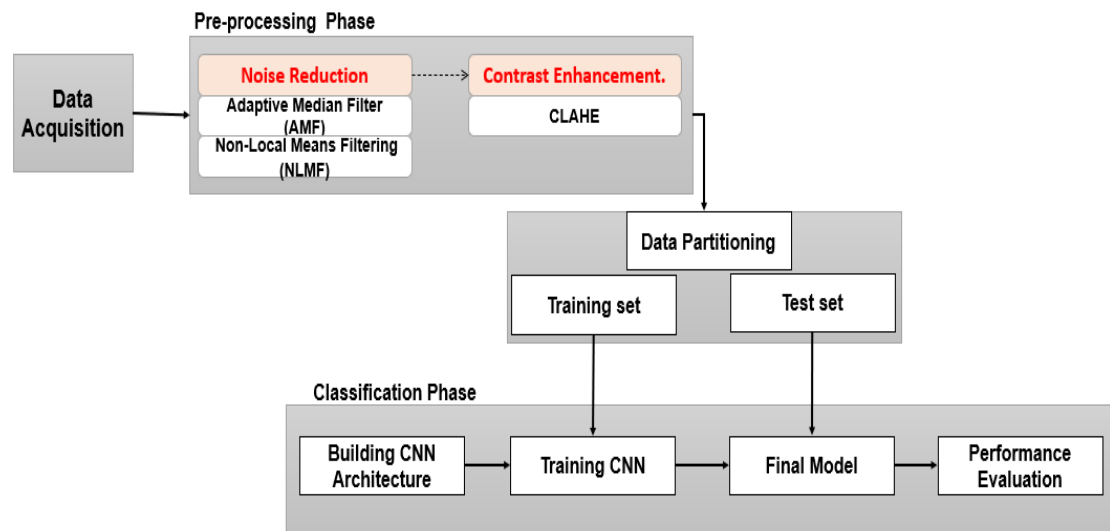 Pre-processing Phase
Data
Acquisition
Noise Reduction
Adaptive Median Filter
(AMF)
Non-Local Means Filtering
(NLMF)
Contrast Enhancement.
CLAHE
Data Partitioning
Training set
Test set
Classification Phase
Building CNN
Architecture
Training CNN
Final Model
Performance
Evaluation